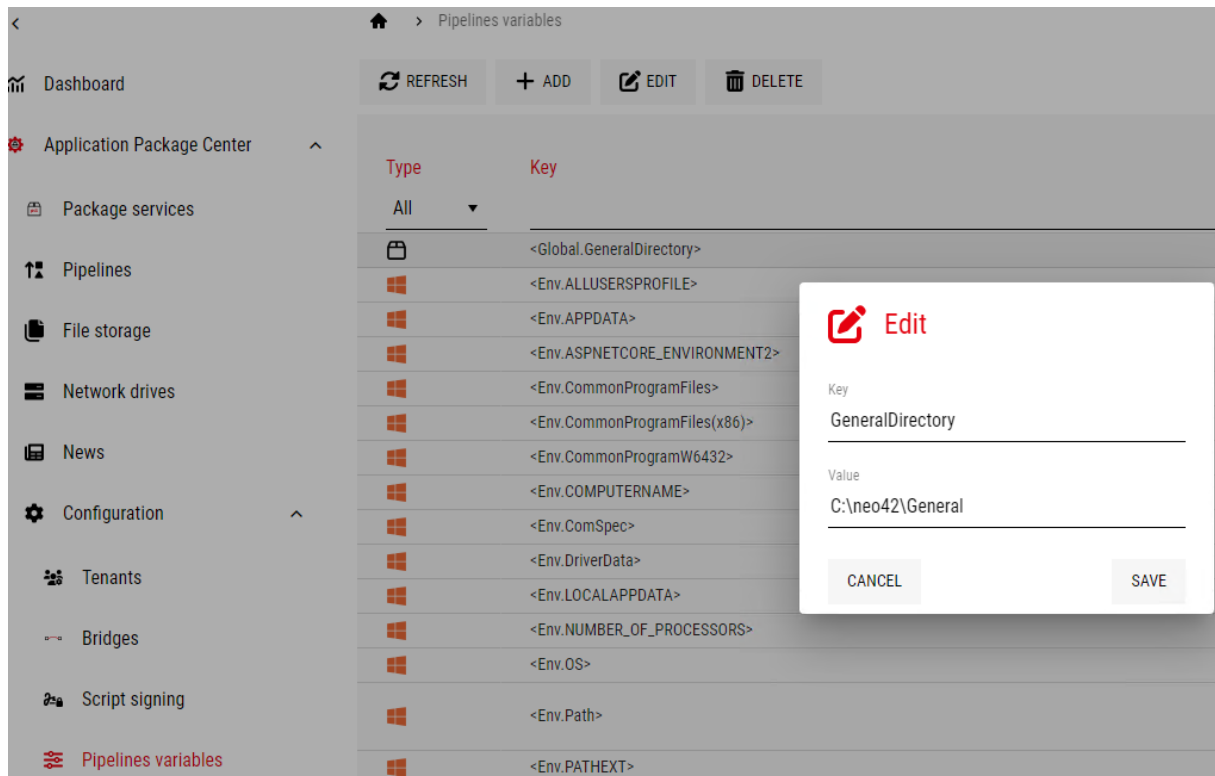 Pipelines variables
Dashboard
Application Package Center
Package services
Pipelines
File storage
Network drives
News
Configuration
Tenants
Bridges
Script signing
Pipelines variables
REFRESH
ADD
EDIT
DELETE
Type
Key
All
<Global.GeneralDirectory>
<Env.ALLUSERSPROFILE>
<Env.APPDATA>
<Env.ASPNETCORE_ENVIRONMENT2>
<Env.CommonProgramFiles>
<Env.CommonProgramFiles(x86)>
<Env.CommonProgramW6432>
<Env.COMPUTERNAME>
<Env.ComSpec>
<Env.DriverData>
<Env.LOCALAPPDATA>
<Env.NUMBER_OF_PROCESSORS>
<Env.OS>
<Env.Path>
<Env.PATHEXT>
Edit
Key
GeneralDirectory
Value
C:\neo42\General
CANCEL
SAVE